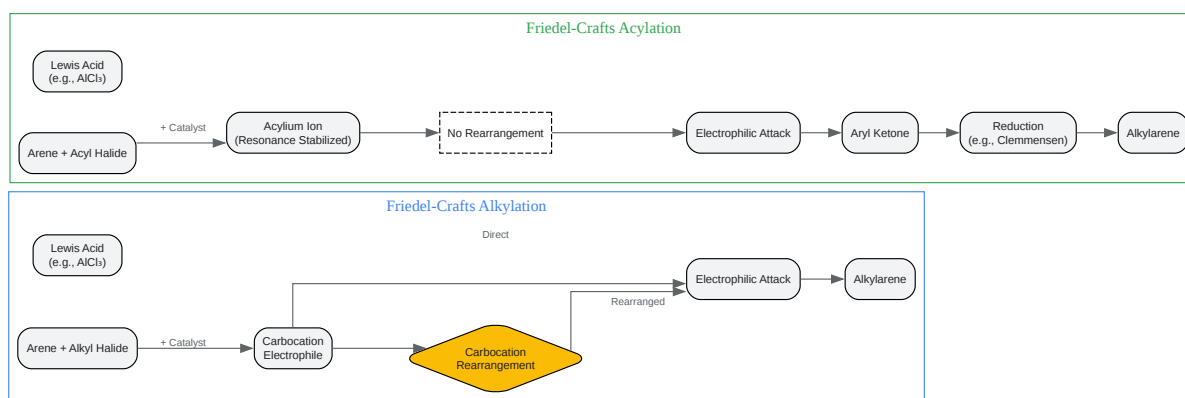 Friedel-Crafts Acylation
Lewis Acid
(e.g., AlCl₃)
Arene + Acyl Halide
+ Catalyst
Acylium Ion
(Resonance Stabilized)
No Rearrangement
Electrophilic Attack
Aryl Ketone
Reduction
(e.g., Clemmensen)
Alkylarene
Friedel-Crafts Alkylation
Lewis Acid
(e.g., AlCl₃)
Arene + Alkyl Halide
+ Catalyst
Carbocation
Electrophile
Direct
Carbocation
Rearrangement
Rearranged
Electrophilic Attack
Alkylarene